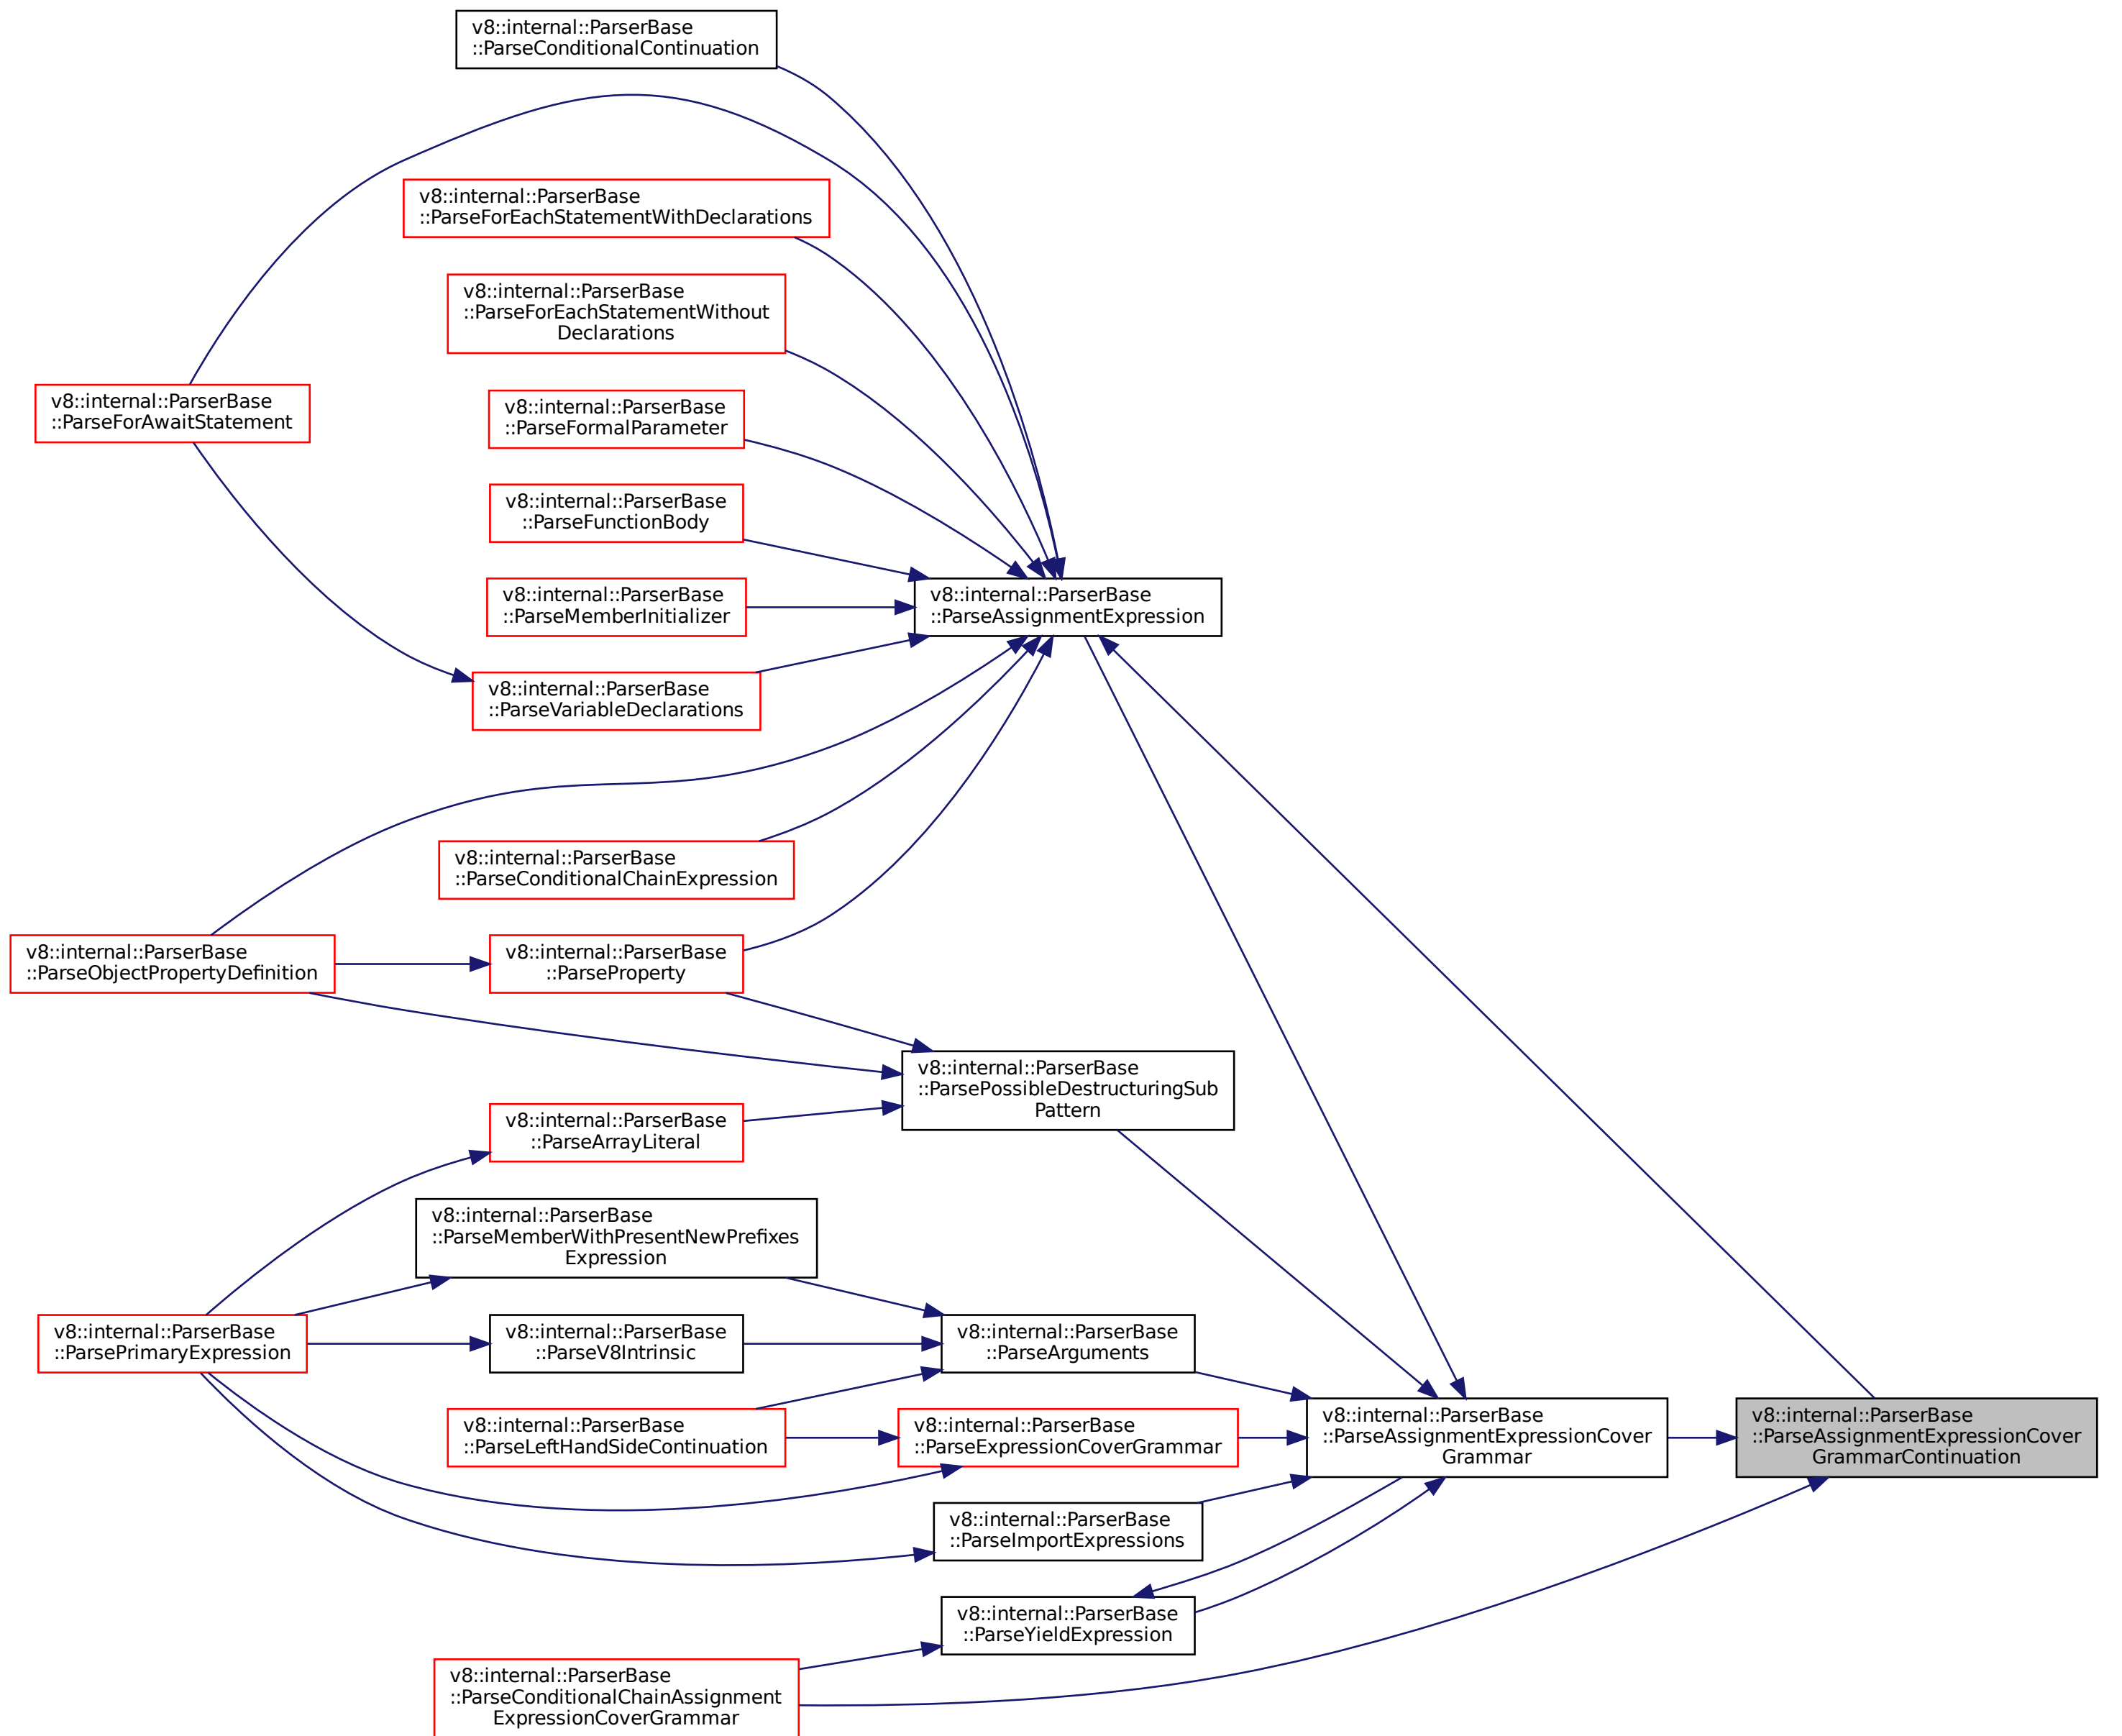 v8::internal::ParserBase
::ParseConditionalContinuation
v8::internal::ParserBase
::ParseForEachStatementWithDeclarations
v8::internal::ParserBase
::ParseForEachStatementWithout
Declarations
v8::internal::ParserBase
::ParseForAwaitStatement
v8::internal::ParserBase
::ParseFormalParameter
v8::internal::ParserBase
::ParseFunctionBody
v8::internal::ParserBase
::ParseMemberInitializer
v8::internal::ParserBase
::ParseAssignmentExpression
v8::internal::ParserBase
::ParseVariableDeclarations
v8::internal::ParserBase
::ParseConditionalChainExpression
v8::internal::ParserBase
::ParseObjectPropertyDefinition
v8::internal::ParserBase
::ParseProperty
v8::internal::ParserBase
::ParsePossibleDestructuringSub
Pattern
v8::internal::ParserBase
::ParseArrayLiteral
v8::internal::ParserBase
::ParseMemberWithPresentNewPrefixes
Expression
v8::internal::ParserBase
::ParsePrimaryExpression
v8::internal::ParserBase
::ParseV8Intrinsic
v8::internal::ParserBase
::ParseArguments
v8::internal::ParserBase
::ParseLeftHandSideContinuation
v8::internal::ParserBase
::ParseExpressionCoverGrammar
v8::internal::ParserBase
::ParseAssignmentExpressionCover
Grammar
v8::internal::ParserBase
::ParseAssignmentExpressionCover
GrammarContinuation
v8::internal::ParserBase
::ParseImportExpressions
v8::internal::ParserBase
::ParseYieldExpression
v8::internal::ParserBase
::ParseConditionalChainAssignment
ExpressionCoverGrammar